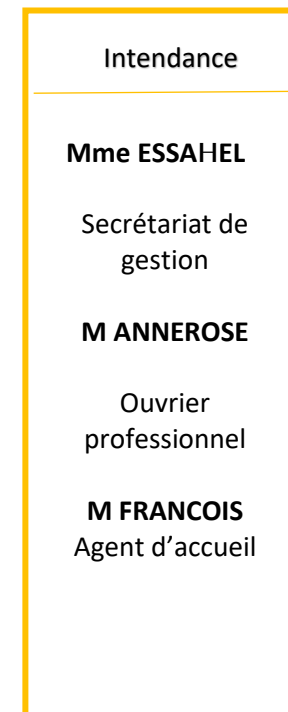 Intendance
Mme ESSAHEL
Secrétariat de
gestion
M ANNEROSE
Ouvrier
professionnel
M FRANCOIS
Agent d’accueil